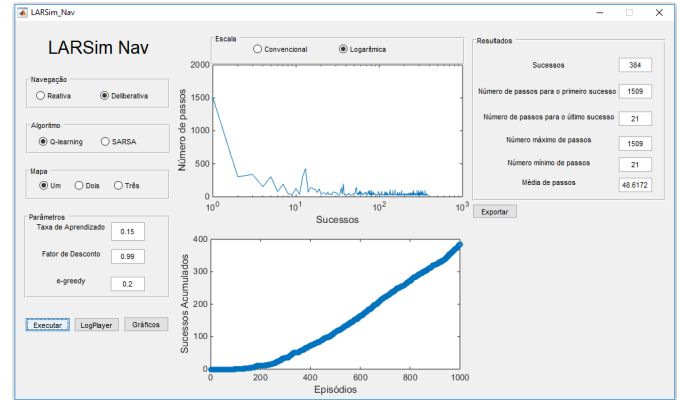 LARSim_Nav
LARSim Nav
Navegação
Reativa
Deliberativa
Algoritmo
Q-learning
SARSA
Mapa
Um
Dois
Três
Parâmetros
Taxa de Aprendizado
0.15
Fator de Desconto
0.99
e-greedy
0.2
Executar
LogPlayer
Gráficos
Escala
Convencional
Logarítmica
Número de passos
2000
1500
1000
500
0
10^0
10^1
10^2
10^3
Sucessos
Sucessos Acumulados
400
300
200
100
0
0
200
400
600
800
1000
Episódios
Resultados
Sucessos
384
Número de passos para o primeiro sucesso
1509
Número de passos para o útimo sucesso
21
Número máximo de passos
1509
Número mínimo de passos
21
Média de passos
48.6172
Exportar